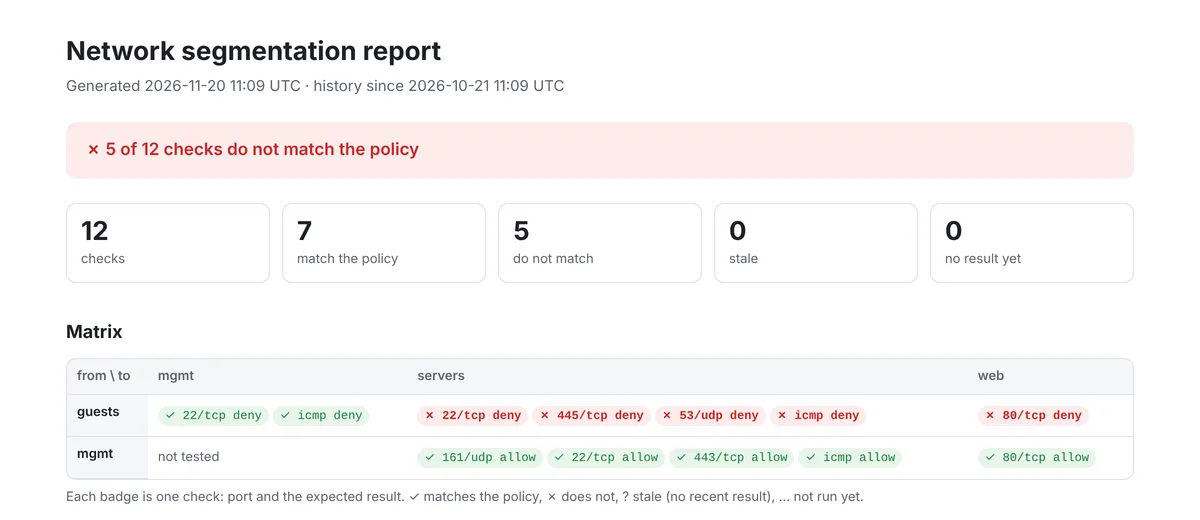 Network segmentation report
Generated 2026-11-20 11:09 UTC · history since 2026-10-21 11:09 UTC
× 5 of 12 checks do not match the policy
12 7 5 0 0
checks match the policy do not match stale no result yet
Matrix
from \ to mgmt servers web
guests ✓ 22/tcp deny ✓ icmp deny × 22/tcp deny × 445/tcp deny × 53/udp deny × icmp deny × 80/tcp deny
mgmt not tested ✓ 161/udp allow ✓ 22/tcp allow ✓ 443/tcp allow ✓ icmp allow ✓ 80/tcp allow
Each badge is one check: port and the expected result. ✓ matches the policy, × does not, ? stale (no recent result), … not run yet.